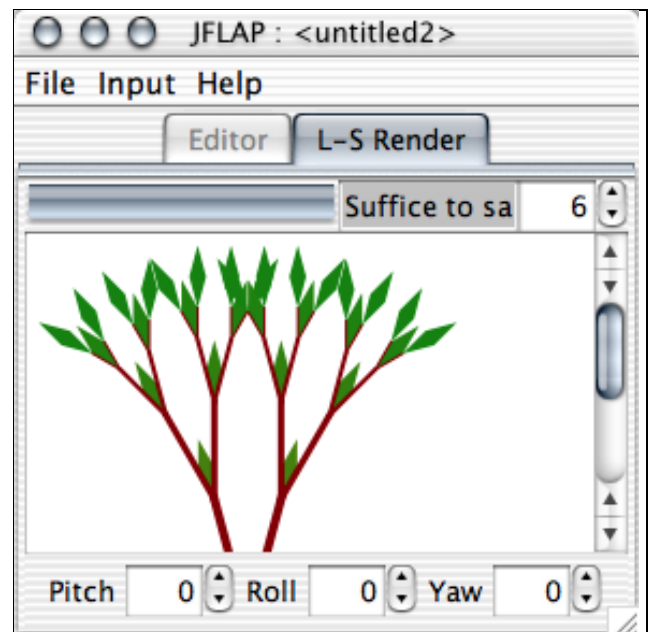 JFLAP : <untitled2>
File Input Help
Editor L-S Render
Suffice to sa 6
Pitch 0 Roll 0 Yaw 0